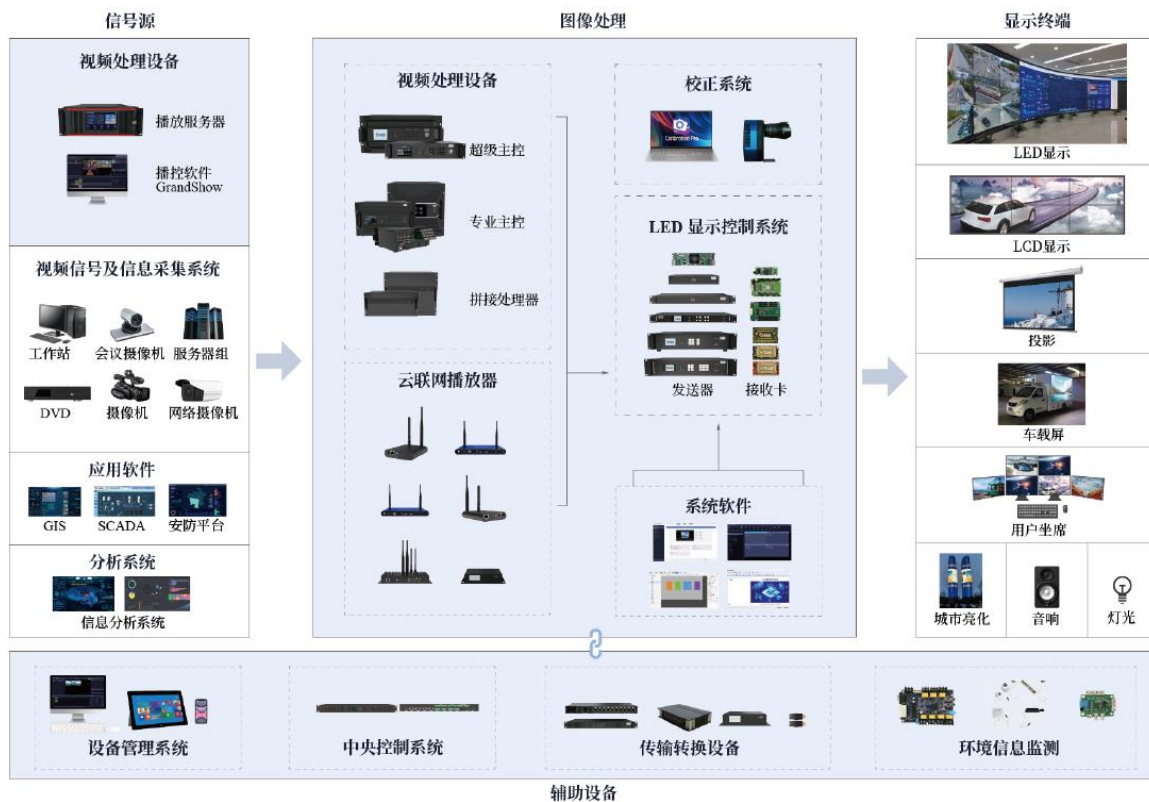 信号源
图像处理
显示终端
视频处理设备
播放服务器
播控软件
GrandShow
视频信号及信息采集系统
工作站
会议摄像机
服务器组
DVD
摄像机
网络摄像机
应用软件
GIS
SCADA
安防平台
分析系统
信息分析系统
视频处理设备
超级主控
专业主控
拼接处理器
云联网播放器
校正系统
Calibration Pro
LED 显示控制系统
发送器
接收卡
系统软件
LED显示
LCD显示
投影
车载屏
用户坐席
城市亮化
音响
灯光
设备管理系统
中央控制系统
传输转换设备
环境信息监测
辅助设备